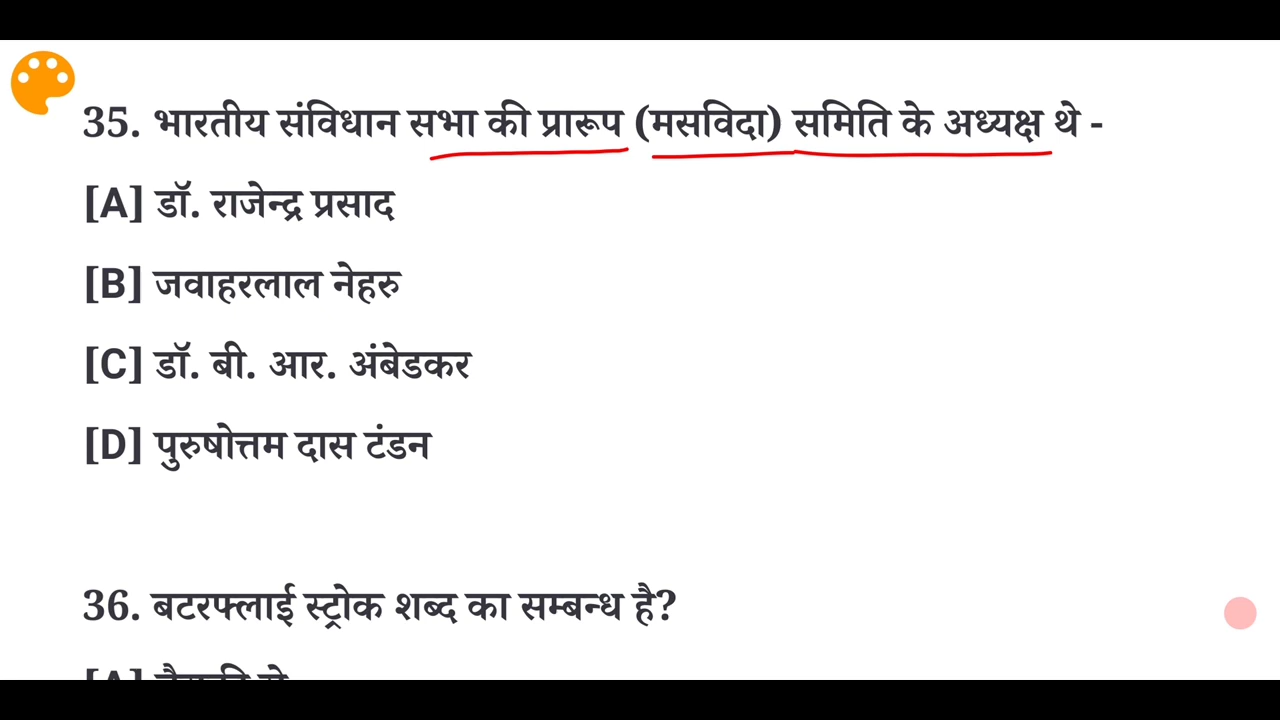 35. भारतीय संविधान सभा की प्रारूप (मसविदा) समिति के अध्यक्ष थे -
[A] डॉ. राजेन्द्र प्रसाद
[B] जवाहरलाल नेहरु
[C] डॉ. बी. आर. अंबेडकर
[D] पुरुषोत्तम दास टंडन
36. बटरफ्लाई स्ट्रोक शब्द का सम्बन्ध है?
[A]